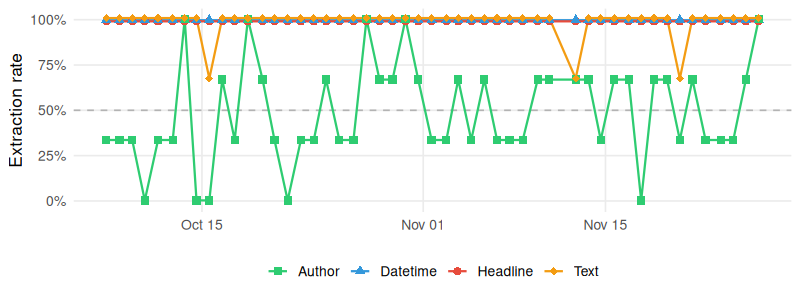 Extraction rate
100%
75%
50%
25%
0%
Oct 15 Nov 01 Nov 15
Author Datetime Headline Text